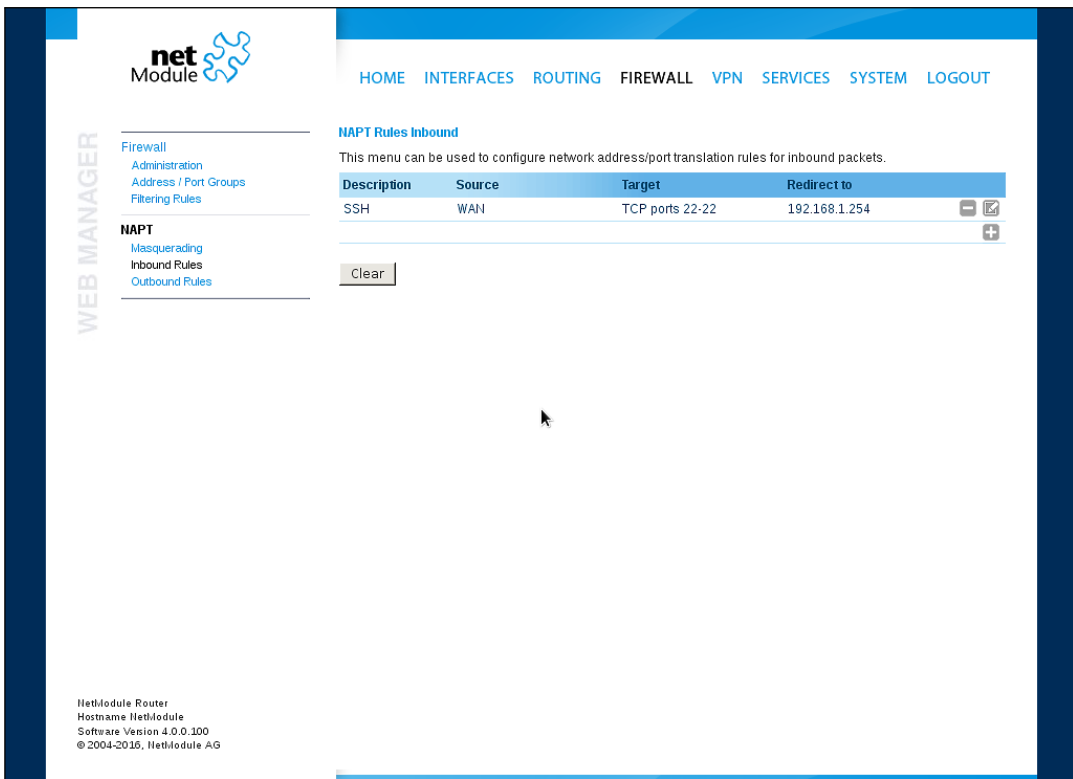 net
Module
HOME INTERFACES ROUTING FIREWALL VPN SERVICES SYSTEM LOGOUT
WEB MANAGER
Firewall
Administration
Address / Port Groups
Filtering Rules
NAPT
Masquerading
Inbound Rules
Outbound Rules
NAPT Rules Inbound
This menu can be used to configure network address/port translation rules for inbound packets.
Description Source Target Redirect to
SSH WAN TCP ports 22-22 192.168.1.254
Clear
NetModule Router
Hostname NetModule
Software Version 4.0.0.100
© 2004-2016, NetModule AG